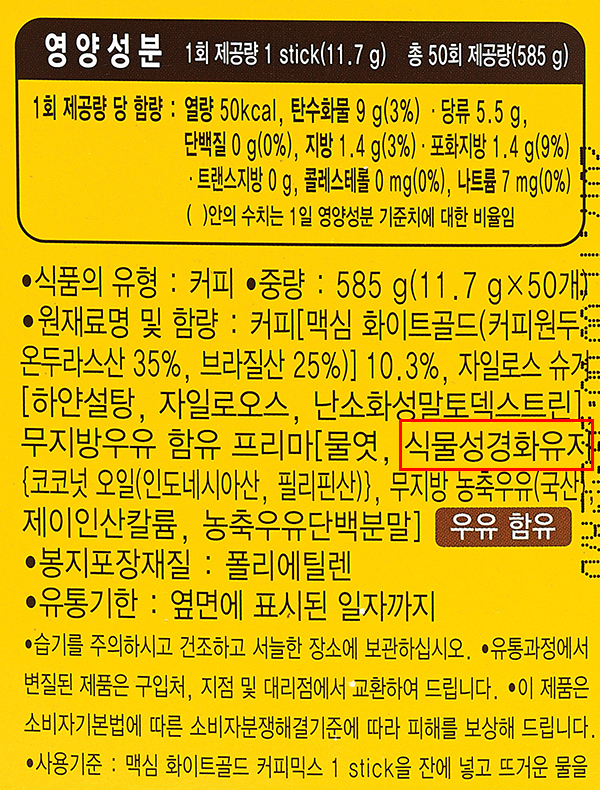 영양성분 1회 제공량 1 stick(11.7 g) 총 50회 제공량(585 g)
1회 제공량 당 함량 : 열량 50kcal, 탄수화물 9 g(3%) · 당류 5.5 g,
단백질 0 g(0%), 지방 1.4 g(3%) · 포화지방 1.4 g(9%)
· 트랜스지방 0 g, 콜레스테롤 0 mg(0%), 나트륨 7 mg(0%)
( )안의 수치는 1일 영양성분 기준치에 대한 비율임
•식품의 유형 : 커피 •중량 : 585 g(11.7 g×50개)
•원재료명 및 함량 : 커피[맥심 화이트골드(커피원두:
온두라스산 35%, 브라질산 25%)] 10.3%, 자일로스 슈거
[하얀설탕, 자일로오스, 난소화성말토덱스트린],
무지방우유 함유 프리마[물엿, 식물성경화유지
{코코넛 오일(인도네시아산, 필리핀산)}, 무지방 농축우유(국산),
제이인산칼륨, 농축우유단백분말] 우유 함유
•봉지포장재질 : 폴리에틸렌
•유통기한 : 옆면에 표시된 일자까지
•습기를 주의하시고 건조하고 서늘한 장소에 보관하십시오. •유통과정에서
변질된 제품은 구입처, 지점 및 대리점에서 교환하여 드립니다. •이 제품은
소비자기본법에 따른 소비자분쟁해결기준에 따라 피해를 보상해 드립니다.
•사용기준 : 맥심 화이트골드 커피믹스 1 stick을 잔에 넣고 뜨거운 물을